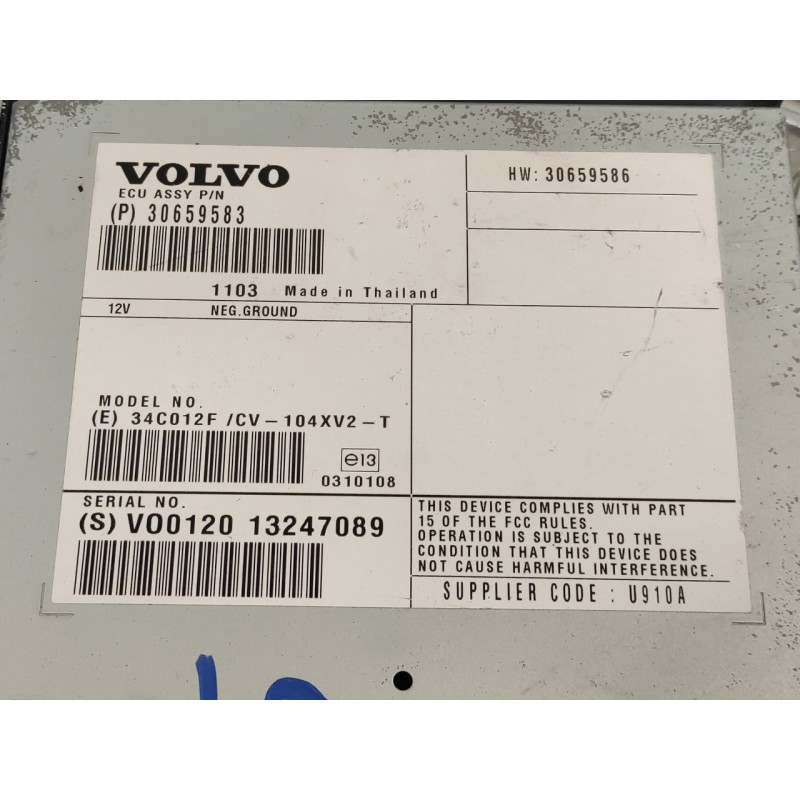 VOLVO
ECU ASSY P/N
(P) 30659583
HW: 30659586
1103 Made in Thailand
12V NEG.GROUND
MODEL NO.
(E) 34C012F /CV-104XV2-T
e13
0310108
SERIAL NO.
(S) VO0120 13247089
THIS DEVICE COMPLIES WITH PART
15 OF THE FCC RULES.
OPERATION IS SUBJECT TO THE
CONDITION THAT THIS DEVICE DOES
NOT CAUSE HARMFUL INTERFERENCE.
SUPPLIER CODE : U910A